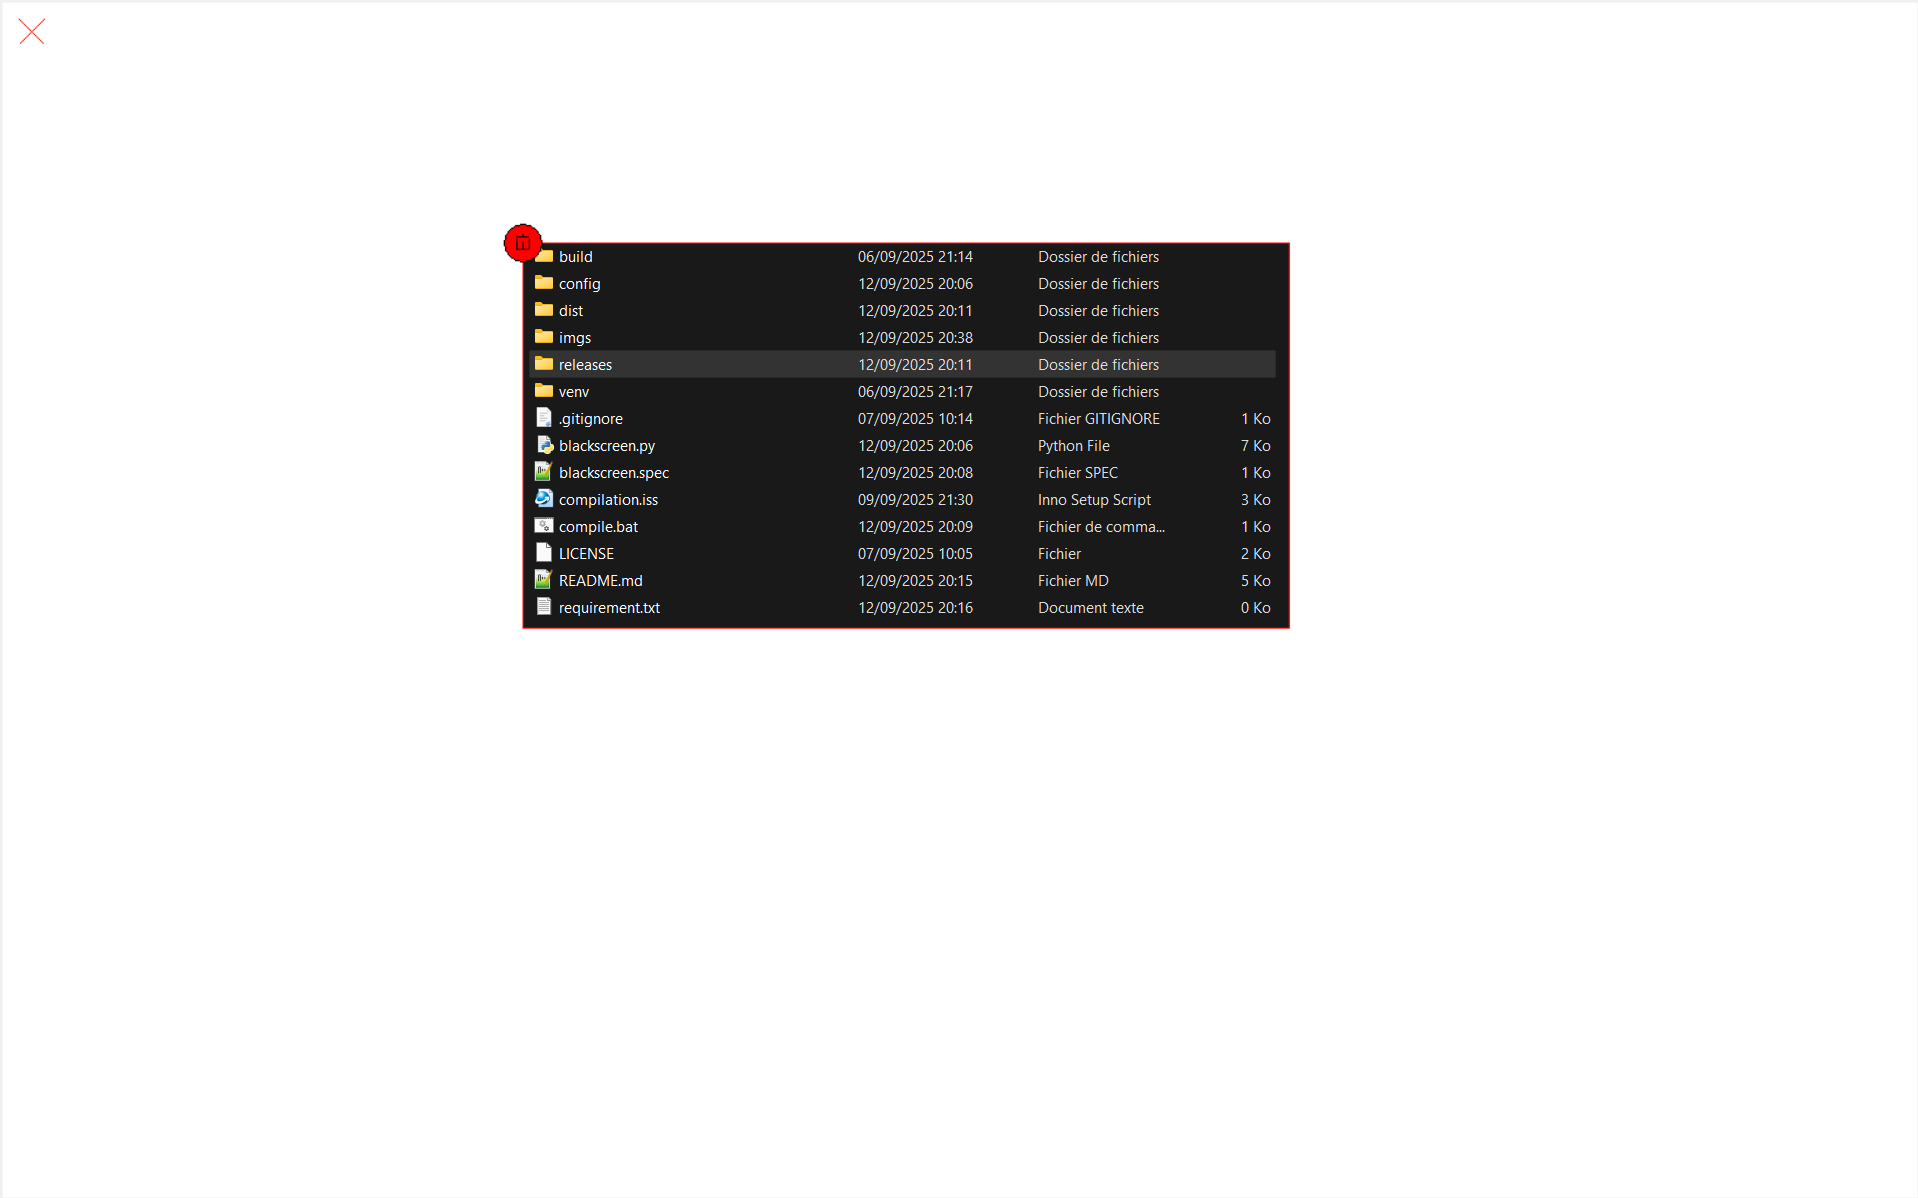 build 06/09/2025 21:14 Dossier de fichiers
config 12/09/2025 20:06 Dossier de fichiers
dist 12/09/2025 20:11 Dossier de fichiers
imgs 12/09/2025 20:38 Dossier de fichiers
releases 12/09/2025 20:11 Dossier de fichiers
venv 06/09/2025 21:17 Dossier de fichiers
.gitignore 07/09/2025 10:14 Fichier GITIGNORE 1 Ko
blackscreen.py 12/09/2025 20:06 Python File 7 Ko
blackscreen.spec 12/09/2025 20:08 Fichier SPEC 1 Ko
compilation.iss 09/09/2025 21:30 Inno Setup Script 3 Ko
compile.bat 12/09/2025 20:09 Fichier de comma... 1 Ko
LICENSE 07/09/2025 10:05 Fichier 2 Ko
README.md 12/09/2025 20:15 Fichier MD 5 Ko
requirement.txt 12/09/2025 20:16 Document texte 0 Ko